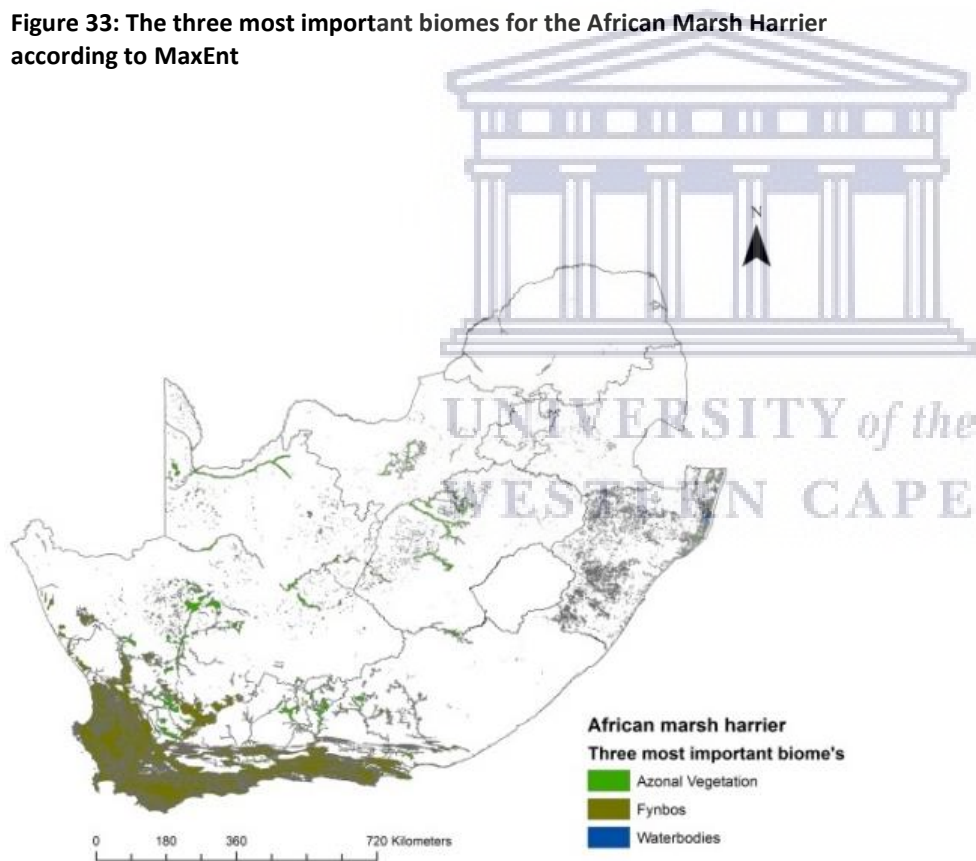 Figure 33: The three most important biomes for the African Marsh Harrier
according to MaxEnt
N
UNIVERSITY of the
WESTERN CAPE
African marsh harrier
Three most important biome's
Azonal Vegetation
Fynbos
Waterbodies
0 180 360 720 Kilometers